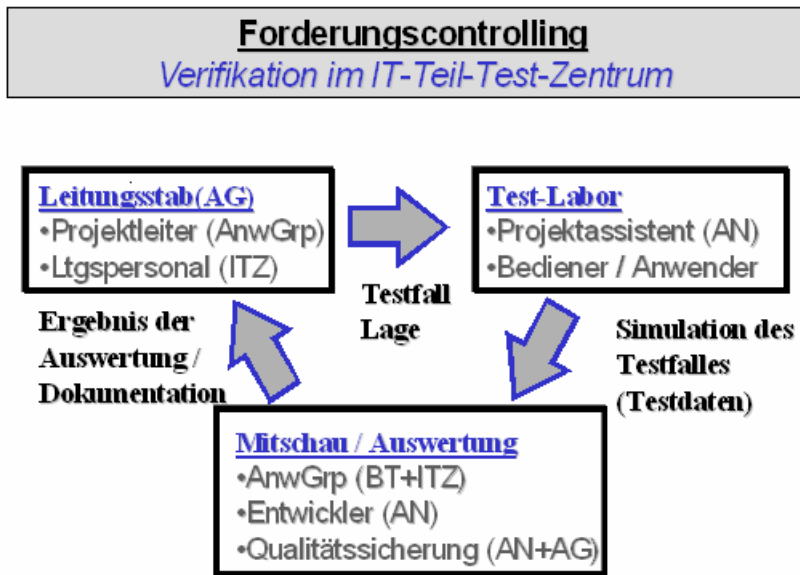 Forderungscontrolling
Verifikation im IT-Teil-Test-Zentrum
Leitungsstab(AG)
•Projektleiter (AnwGrp)
•Ltgspersonal (ITZ)
Testfall
Lage
Test-Labor
•Projektassistent (AN)
•Bediener / Anwender
Ergebnis der
Auswertung /
Dokumentation
Simulation des
Testfalles
(Testdaten)
Mitschau / Auswertung
•AnwGrp (BT+ITZ)
•Entwickler (AN)
•Qualitätssicherung (AN+AG)